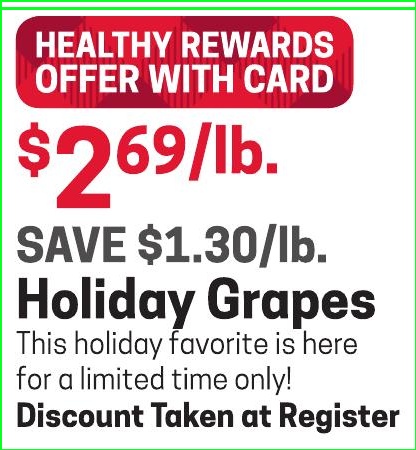 HEALTHY REWARDS
OFFER WITH CARD
$2 69/lb.
SAVE $1.30/lb.
Holiday Grapes
This holiday favorite is here
for a limited time only!
Discount Taken at Register